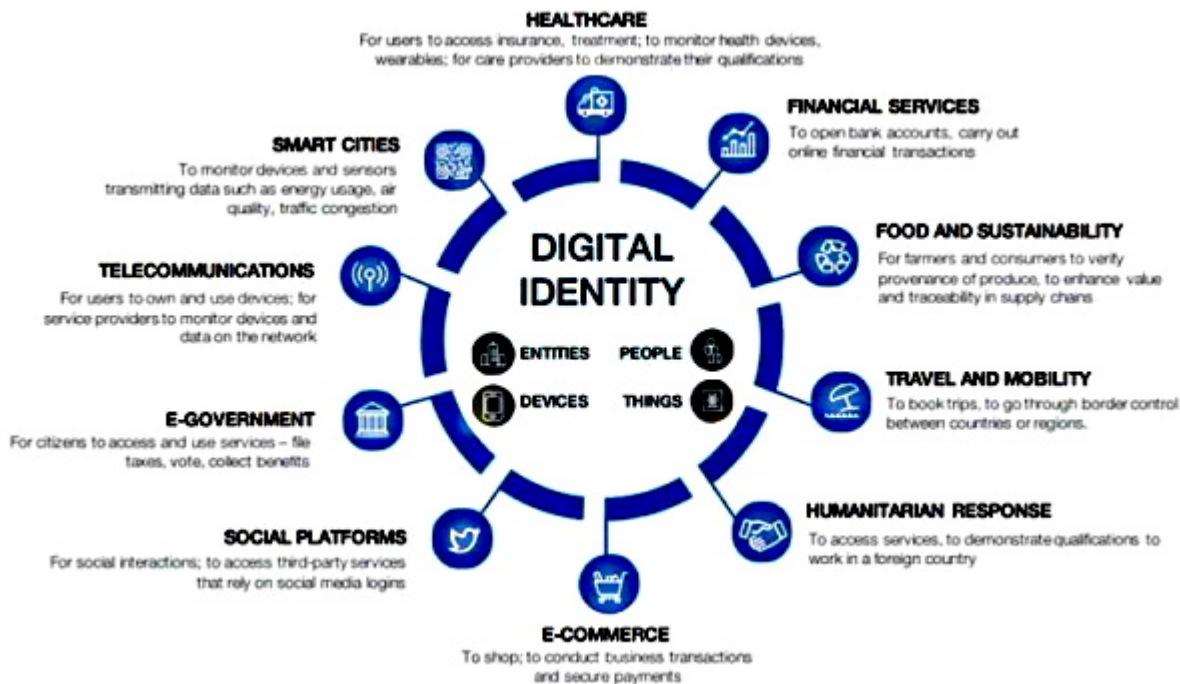 HEALTHCARE
For users to access insurance, treatment; to monitor health devices,
wearables; for care providers to demonstrate their qualifications
FINANCIAL SERVICES
To open bank accounts, carry out
online financial transactions
FOOD AND SUSTAINABILITY
For farmers and consumers to verify
provenance of produce, to enhance value
and traceability in supply chains
TRAVEL AND MOBILITY
To book trips, to go through border control
between countries or regions.
HUMANITARIAN RESPONSE
To access services, to demonstrate qualifications to
work in a foreign country
E-COMMERCE
To shop; to conduct business transactions
and secure payments
SOCIAL PLATFORMS
For social interactions; to access third-party services
that rely on social media logins
E-GOVERNMENT
For citizens to access and use services – file
taxes, vote, collect benefits
TELECOMMUNICATIONS
For users to own and use devices; for
service providers to monitor devices and
data on the network
SMART CITIES
To monitor devices and sensors
transmitting data such as energy usage, air
quality, traffic congestion
DIGITAL
IDENTITY
ENTITIES
PEOPLE
DEVICES
THINGS